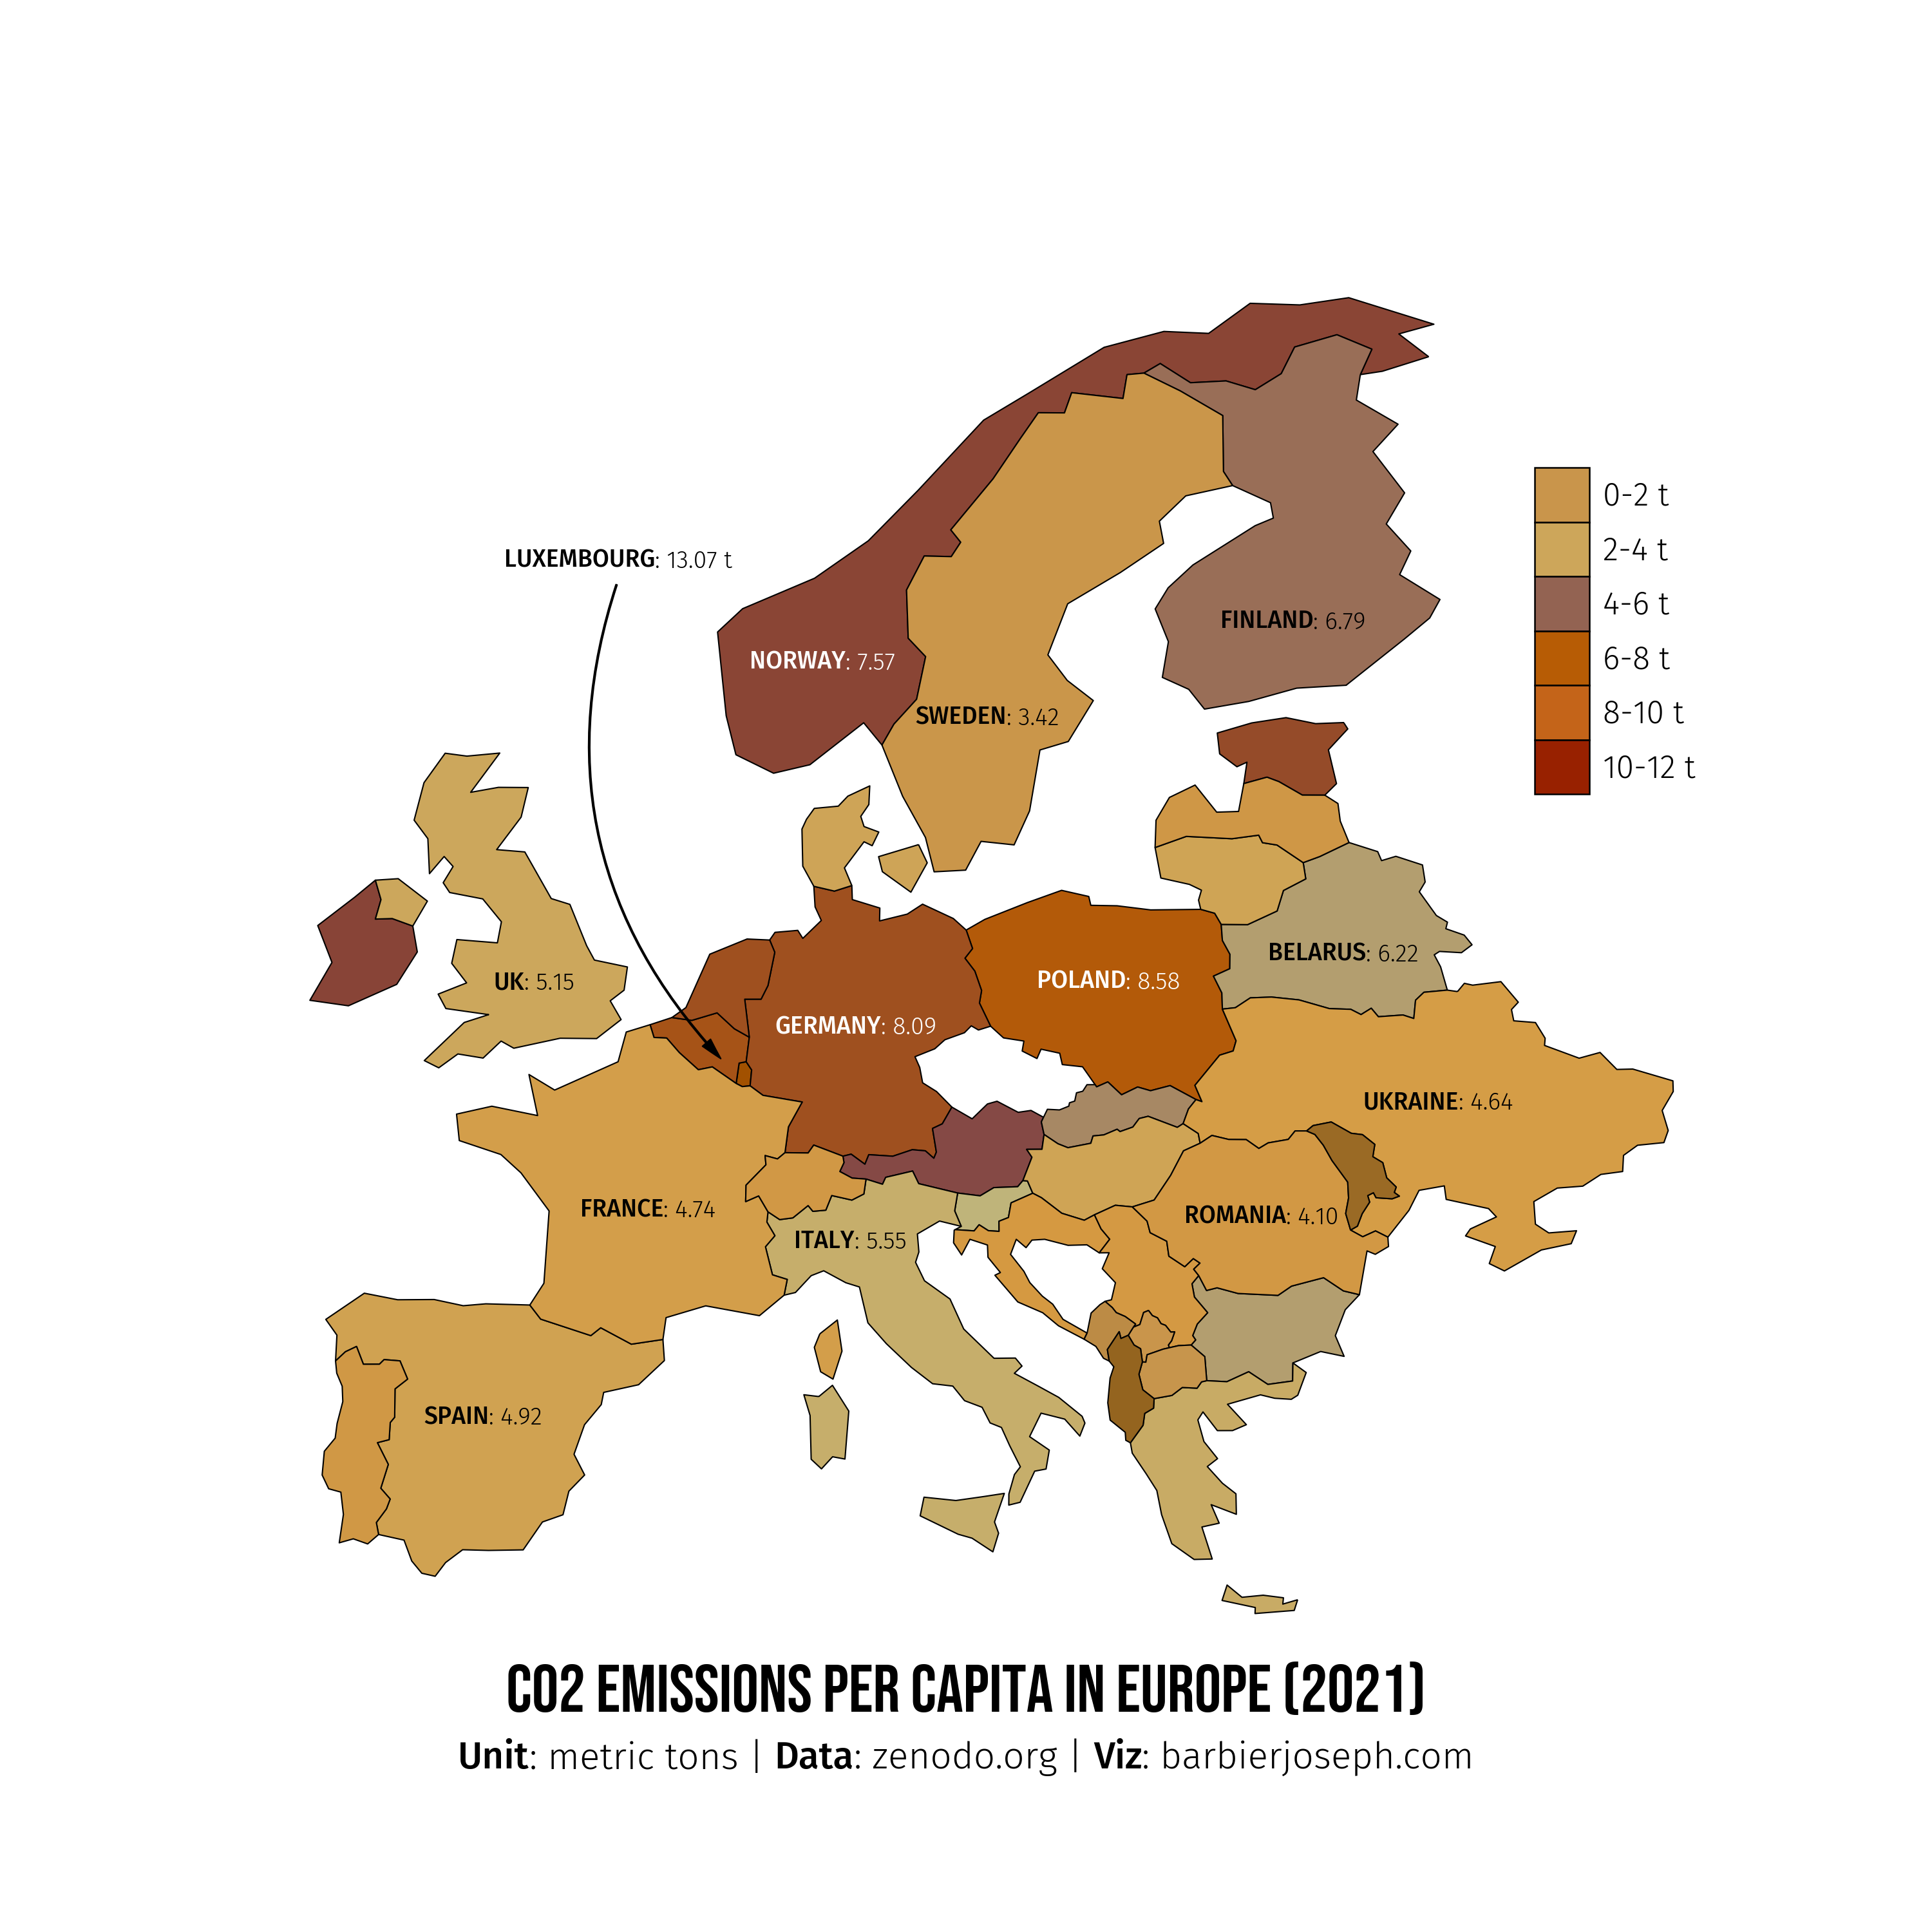 LUXEMBOURG: 13.07 t
0-2 t
2-4 t
4-6 t
6-8 t
8-10 t
10-12 t
FINLAND: 6.79
NORWAY: 7.57
SWEDEN: 3.42
BELARUS: 6.22
UK: 5.15
POLAND: 8.58
GERMANY: 8.09
UKRAINE: 4.64
FRANCE: 4.74
ROMANIA: 4.10
ITALY: 5.55
SPAIN: 4.92
CO2 EMISSIONS PER CAPITA IN EUROPE (2021)
Unit: metric tons | Data: zenodo.org | Viz: barbierjoseph.com